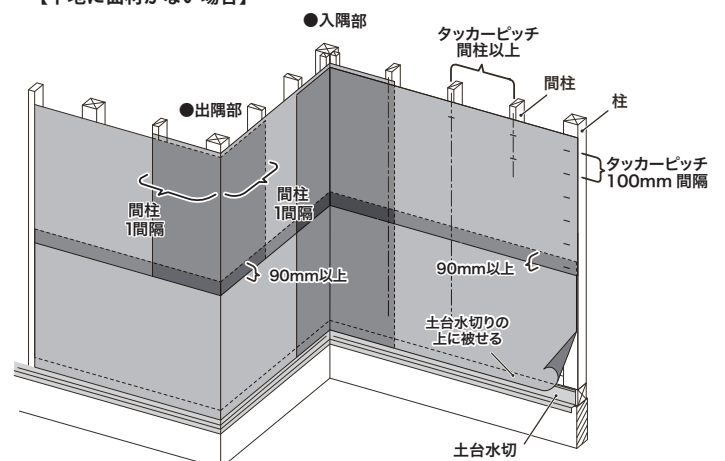 【下地に面材がない場合】
●入隅部
タッカーピッチ
間柱以上
間柱
柱
●出隅部
タッカーピッチ
100mm 間隔
間柱
1間隔
間柱
1間隔
90mm以上
90mm以上
土台水切りの
上に被せる
土台水切